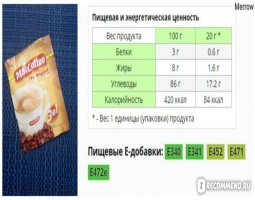 Merrow
MacCoffee
3в1
Пищевая и энергетическая ценность
Вес продукта 100 г 20 г *
Белки 3 г 0.6 г
Жиры 8 г 1.6 г
Углеводы 86 г 17.2 г
Калорийность 420 ккал 84 ккал
* - Вес 1 единицы (упаковки) продукта
Пищевые Е-добавки: E340 E341 E452 E471
E472e
IRECOMMEND.RU